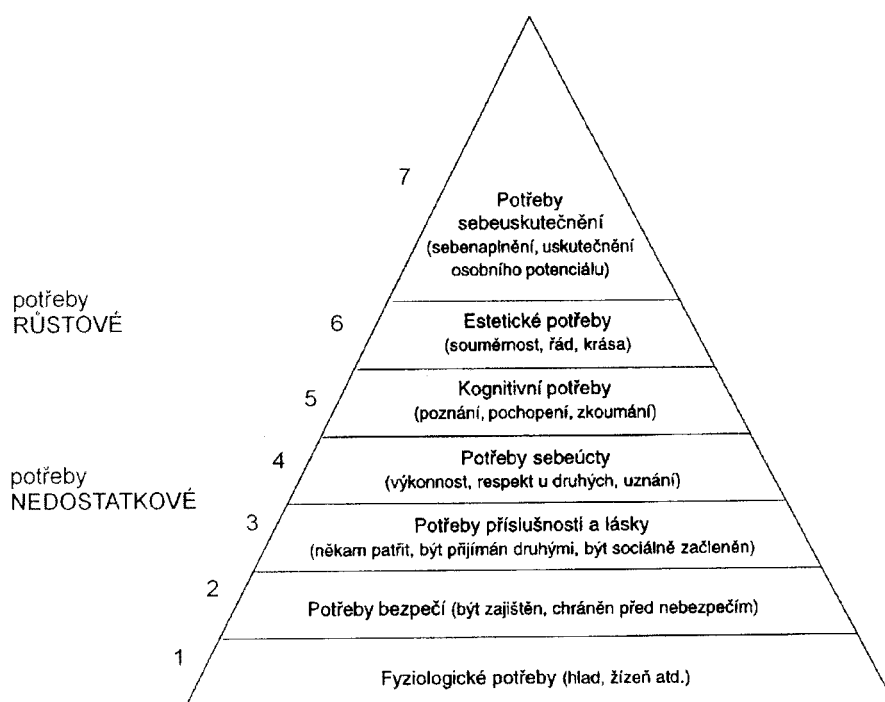 7
Potřeby
sebeuskutečnění
(sebenaplnění, uskutečnění
osobního potenciálu)
potřeby
RŮSTOVÉ
6
Estetické potřeby
(souměrnost, řád, krása)
5
Kognitivní potřeby
(poznání, pochopení, zkoumání)
potřeby
NEDOSTATKOVÉ
4
Potřeby sebeúcty
(výkonnost, respekt u druhých, uznání)
3
Potřeby příslušnosti a lásky
(někam patřit, být přijímán druhými, být sociálně začleněn)
2
Potřeby bezpečí (být zajištěn, chráněn před nebezpečím)
1
Fyziologické potřeby (hlad, žízeň atd.)